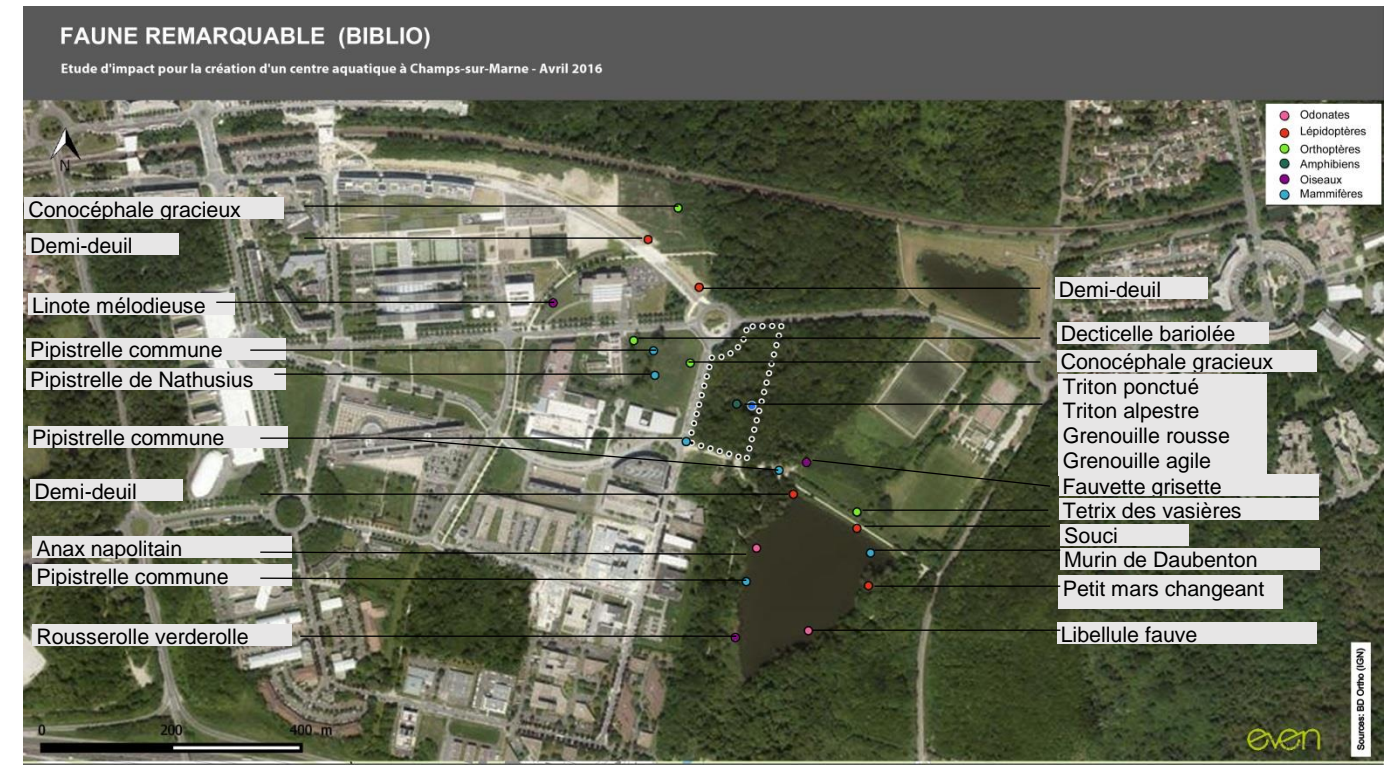 FAUNE REMARQUABLE (BIBLIO)
Etude d'impact pour la création d'un centre aquatique à Champs-sur-Marne - Avril 2016
N
Odonates
Lépidoptères
Orthoptères
Amphibiens
Oiseaux
Mammifères
Conocéphale gracieux
Demi-deuil
Linote mélodieuse
Pipistrelle commune
Pipistrelle de Nathusius
Pipistrelle commune
Demi-deuil
Anax napolitain
Pipistrelle commune
Rousserolle verderolle
Demi-deuil
Decticelle bariolée
Conocéphale gracieux
Triton ponctué
Triton alpestre
Grenouille rousse
Grenouille agile
Fauvette grisette
Tetrix des vasières
Souci
Murin de Daubenton
Petit mars changeant
Libellule fauve
0 200 400 m
even
Sources: BD Ortho (IGN)